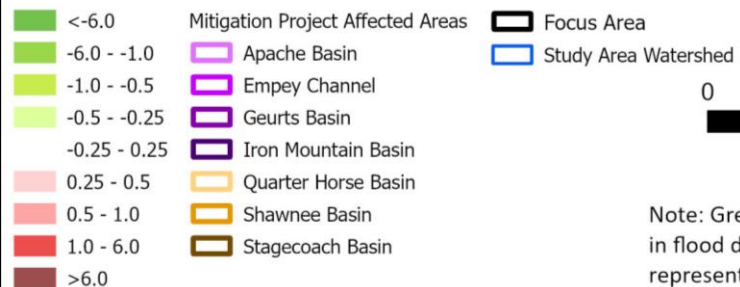 <-6.0
-6.0 - -1.0
-1.0 - -0.5
-0.5 - -0.25
-0.25 - 0.25
0.25 - 0.5
0.5 - 1.0
1.0 - 6.0
>6.0
Mitigation Project Affected Areas
Apache Basin
Empey Channel
Geurts Basin
Iron Mountain Basin
Quarter Horse Basin
Shawnee Basin
Stagecoach Basin
Focus Area
Study Area Watershed
0
Note: Gre
in flood d
represent